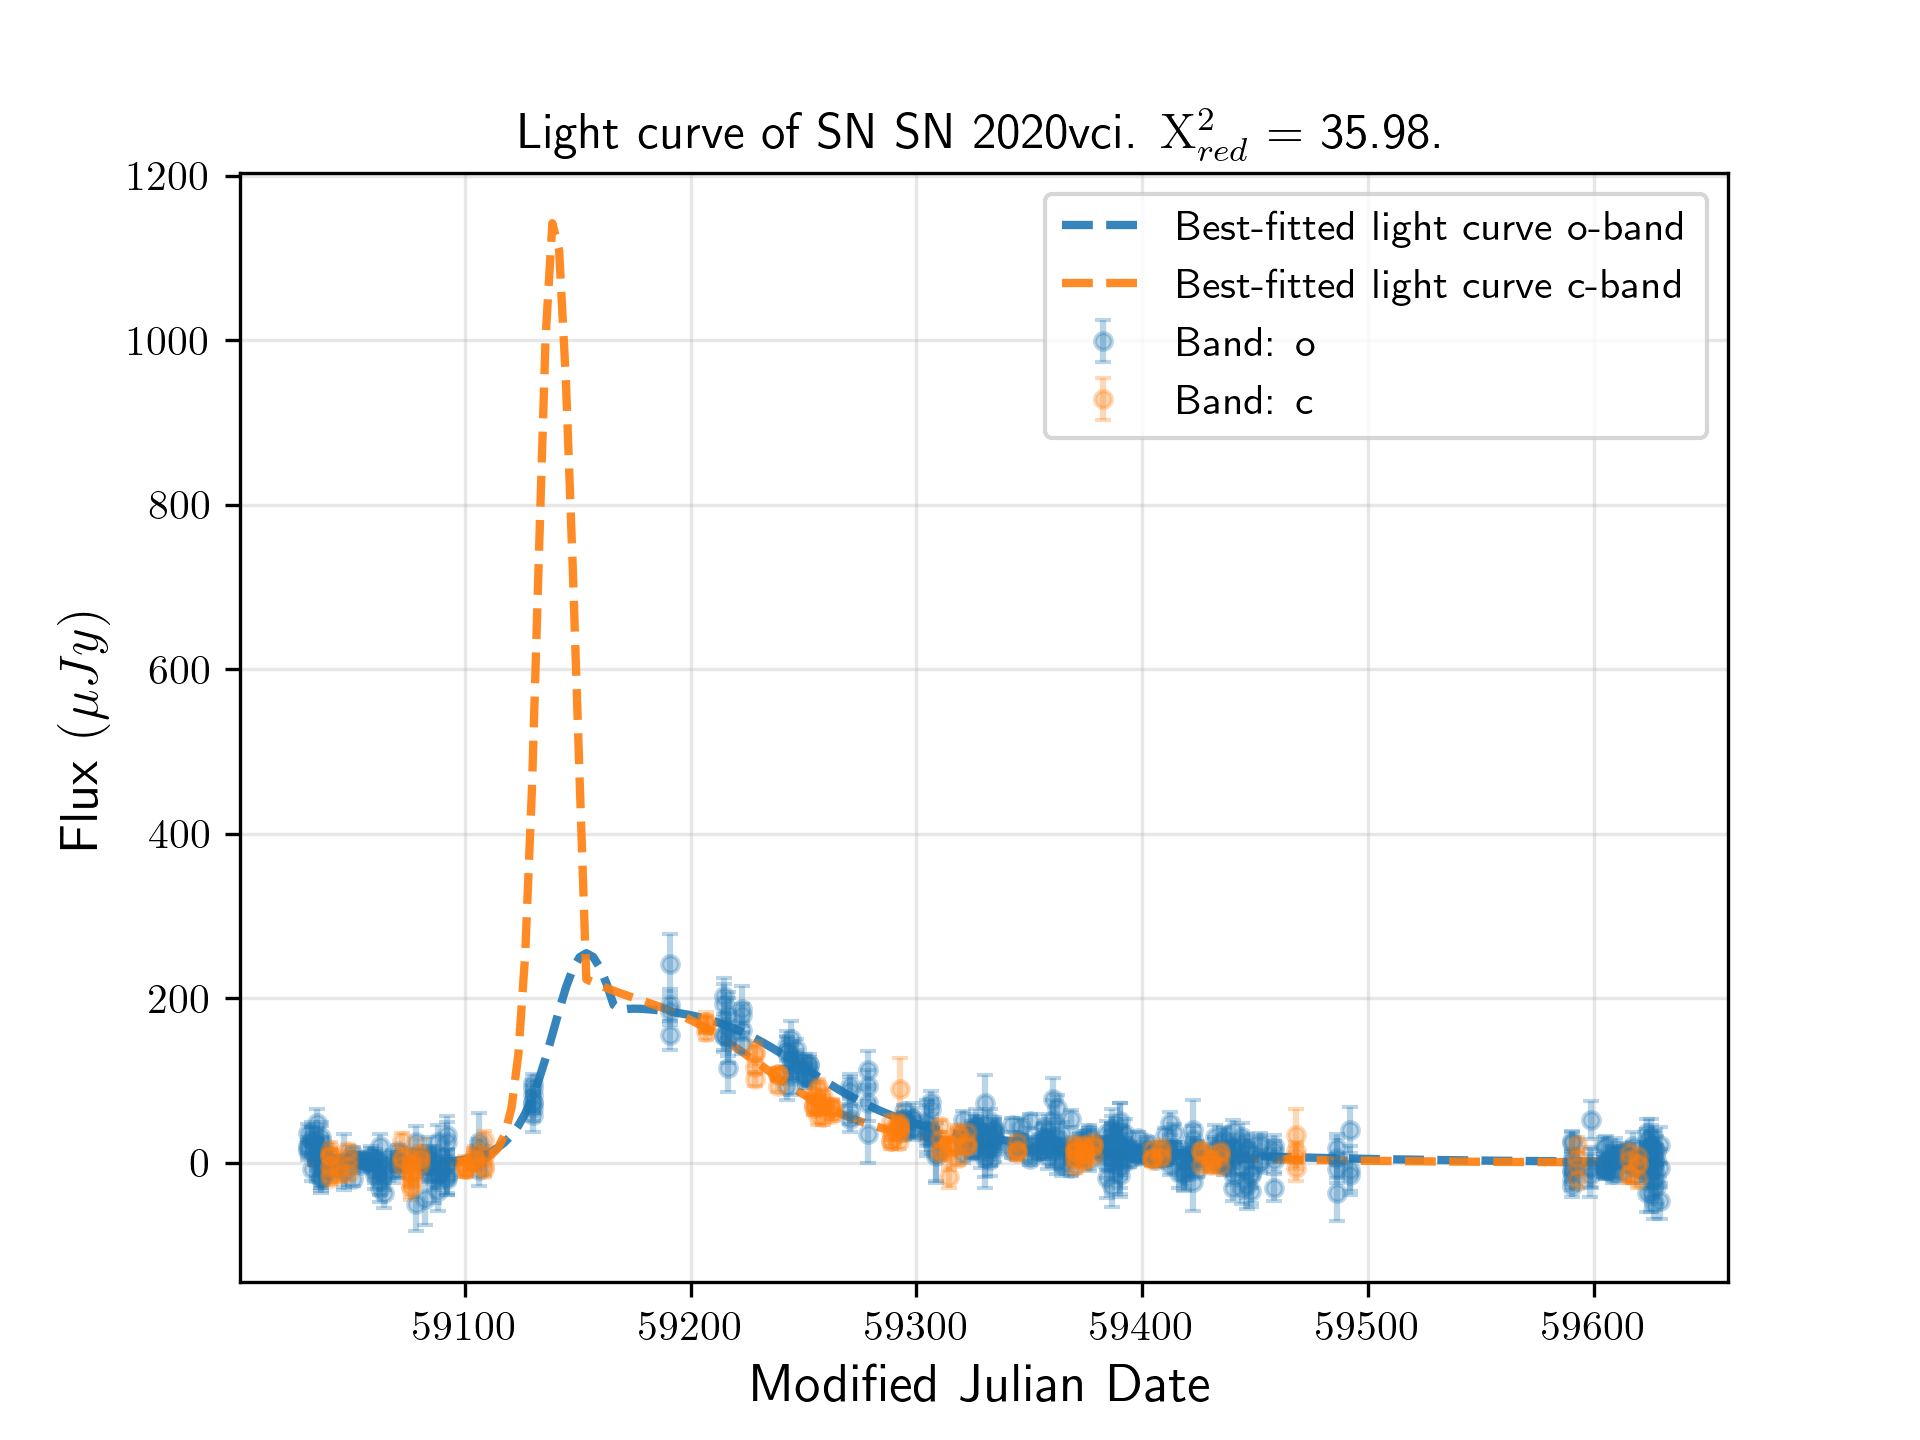 Light curve of SN SN 2020vci. X²_red = 35.98.
1200
1000
800
600
400
200
0
Flux (μJy)
Best-fitted light curve o-band
Best-fitted light curve c-band
Band: o
Band: c
59100 59200 59300 59400 59500 59600
Modified Julian Date